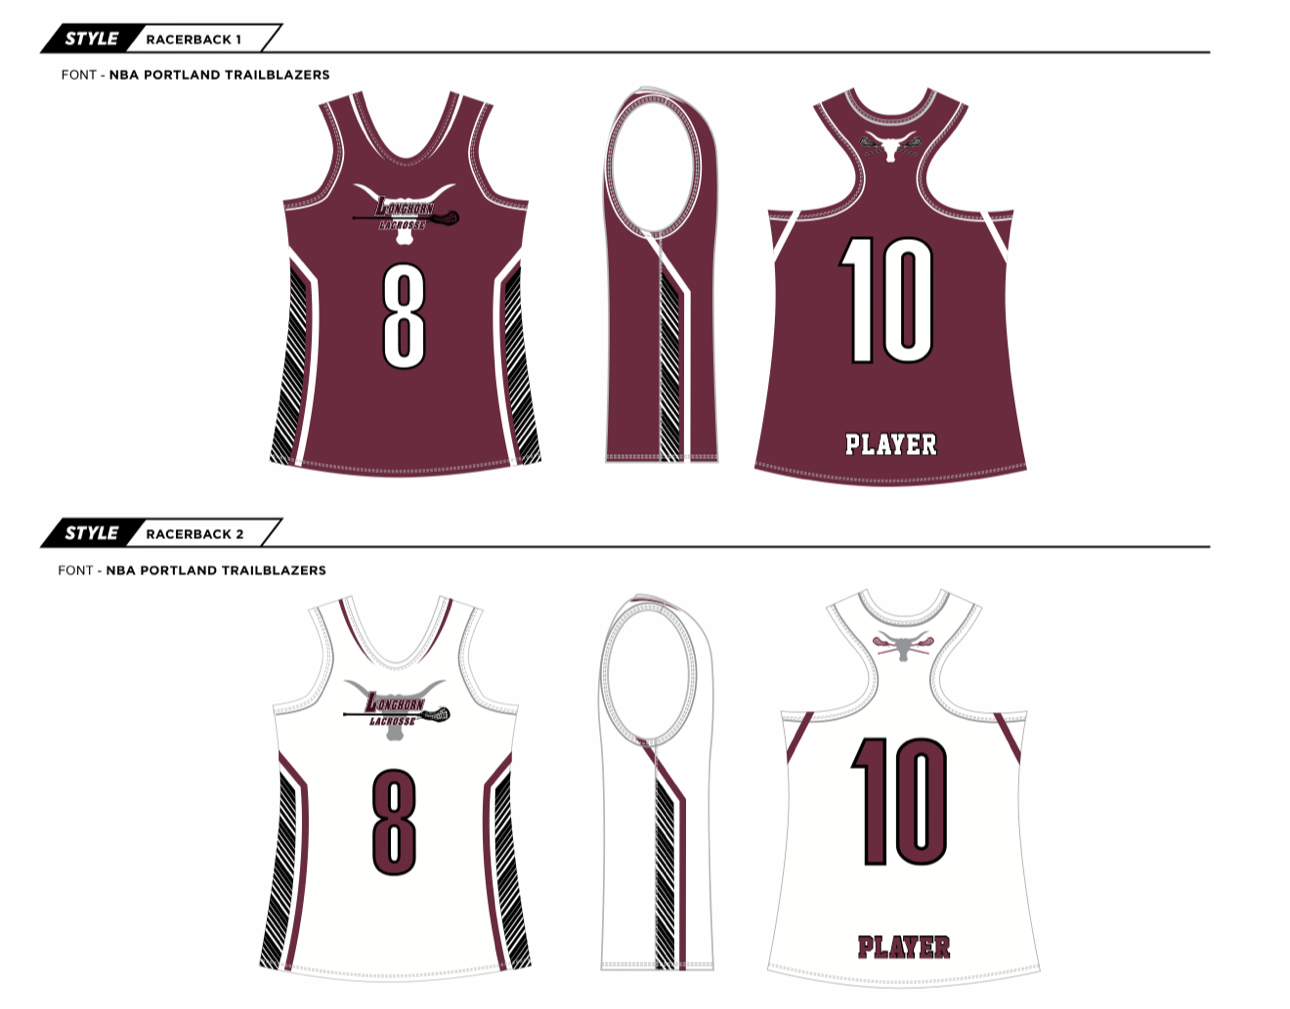 STYLE RACERBACK 1
FONT - NBA PORTLAND TRAILBLAZERS
LONGHORN
LACROSSE
8
10
PLAYER
STYLE RACERBACK 2
FONT - NBA PORTLAND TRAILBLAZERS
LONGHORN
LACROSSE
8
10
PLAYER